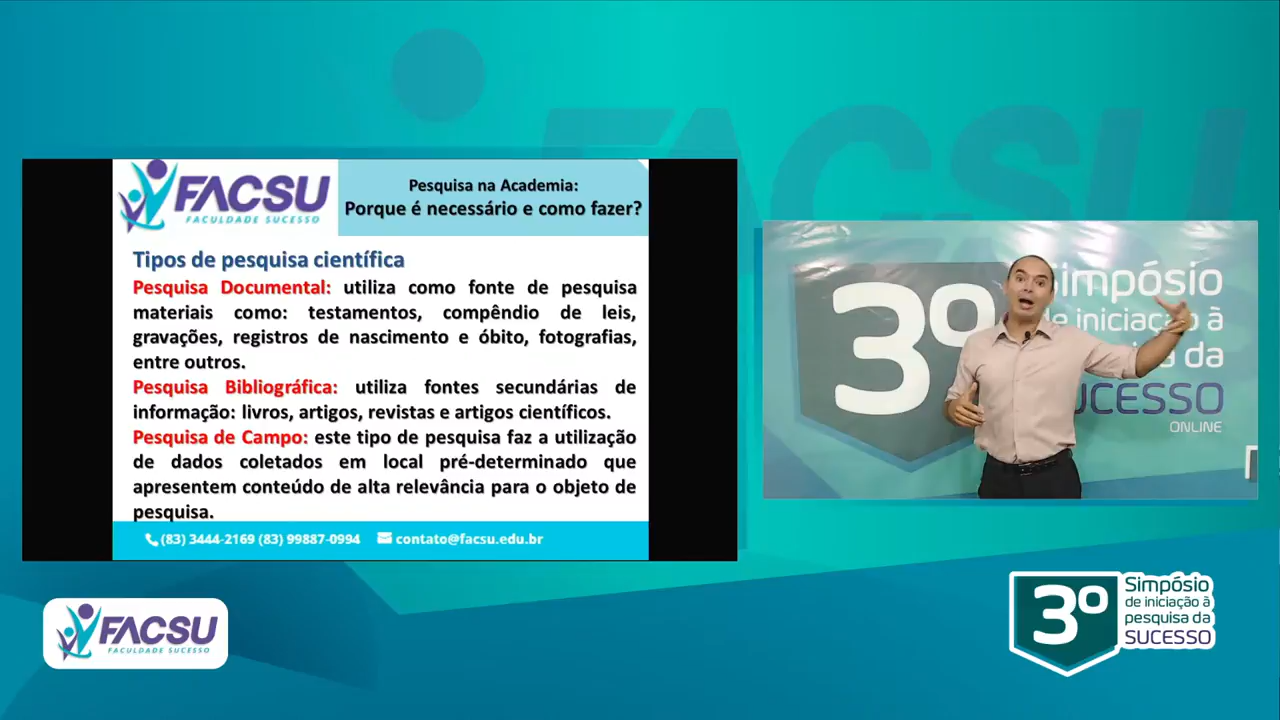 FACSU
FACULDADE SUCESSO
Pesquisa na Academia:
Porque é necessário e como fazer?
Tipos de pesquisa científica
Pesquisa Documental: utiliza como fonte de pesquisa
materiais como: testamentos, compêndio de leis,
gravações, registros de nascimento e óbito, fotografias,
entre outros.
Pesquisa Bibliográfica: utiliza fontes secundárias de
informação: livros, artigos, revistas e artigos científicos.
Pesquisa de Campo: este tipo de pesquisa faz a utilização
de dados coletados em local pré-determinado que
apresentem conteúdo de alta relevância para o objeto de
pesquisa.
(83) 3444-2169 (83) 99887-0994 contato@facsu.edu.br
FACSU
3º
Simpósio
de iniciação à
da
SUCESSO
ONLINE
FACSU
FACULDADE SUCESSO
3º
Simpósio
de iniciação à
pesquisa da
SUCESSO